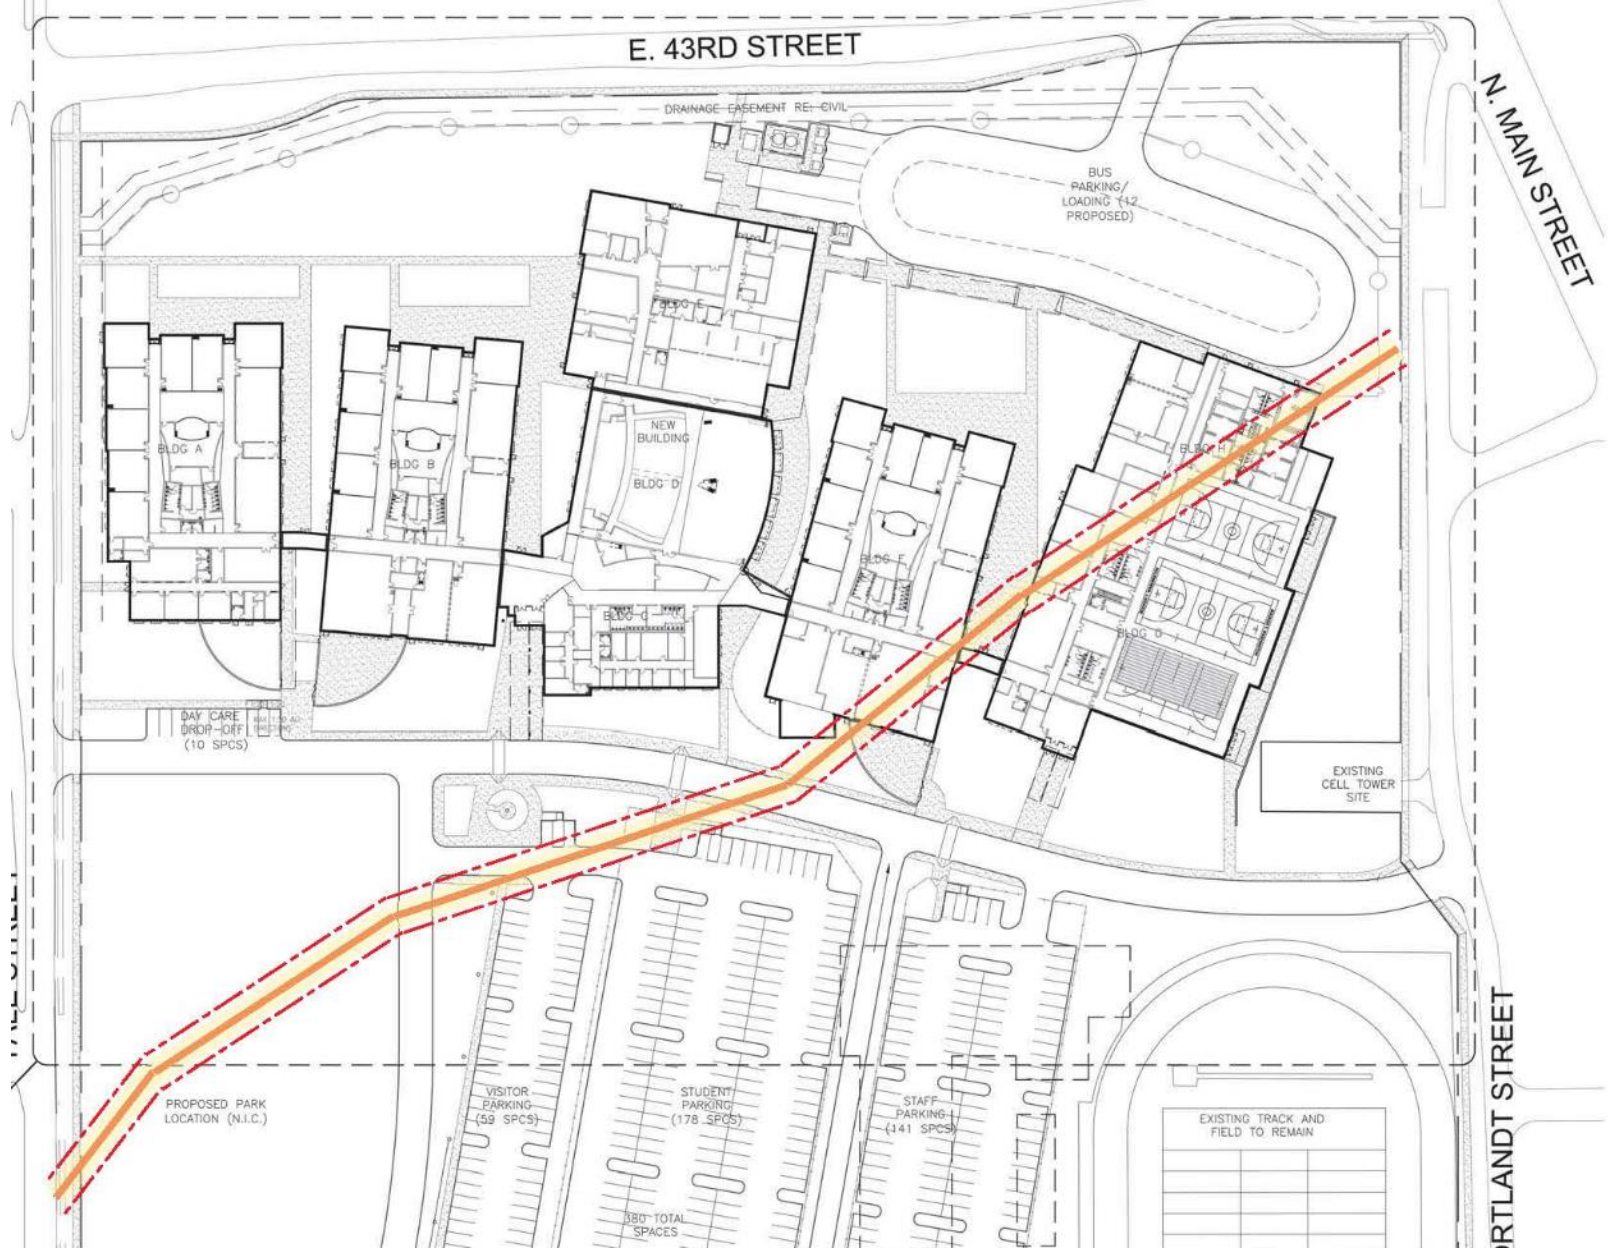 E. 43RD STREET
N. MAIN STREET
DRAINAGE EASEMENT RE: CIVIL
BUS
PARKING/
LOADING (12
PROPOSED)
BLDG E
NEW
BUILDING
BLDG D
BLDG A
BLDG B
BLDG H
BLDG F
BLDG C
BLDG G
DAY CARE
DROP-OFF
(10 SPCS)
EXISTING
CELL TOWER
SITE
PROPOSED PARK
LOCATION (N.I.C.)
VISITOR
PARKING
(59 SPCS)
STUDENT
PARKING
(178 SPCS)
STAFF
PARKING
(141 SPCS)
EXISTING TRACK AND
FIELD TO REMAIN
380 TOTAL
SPACES
ORTLANDT STREET